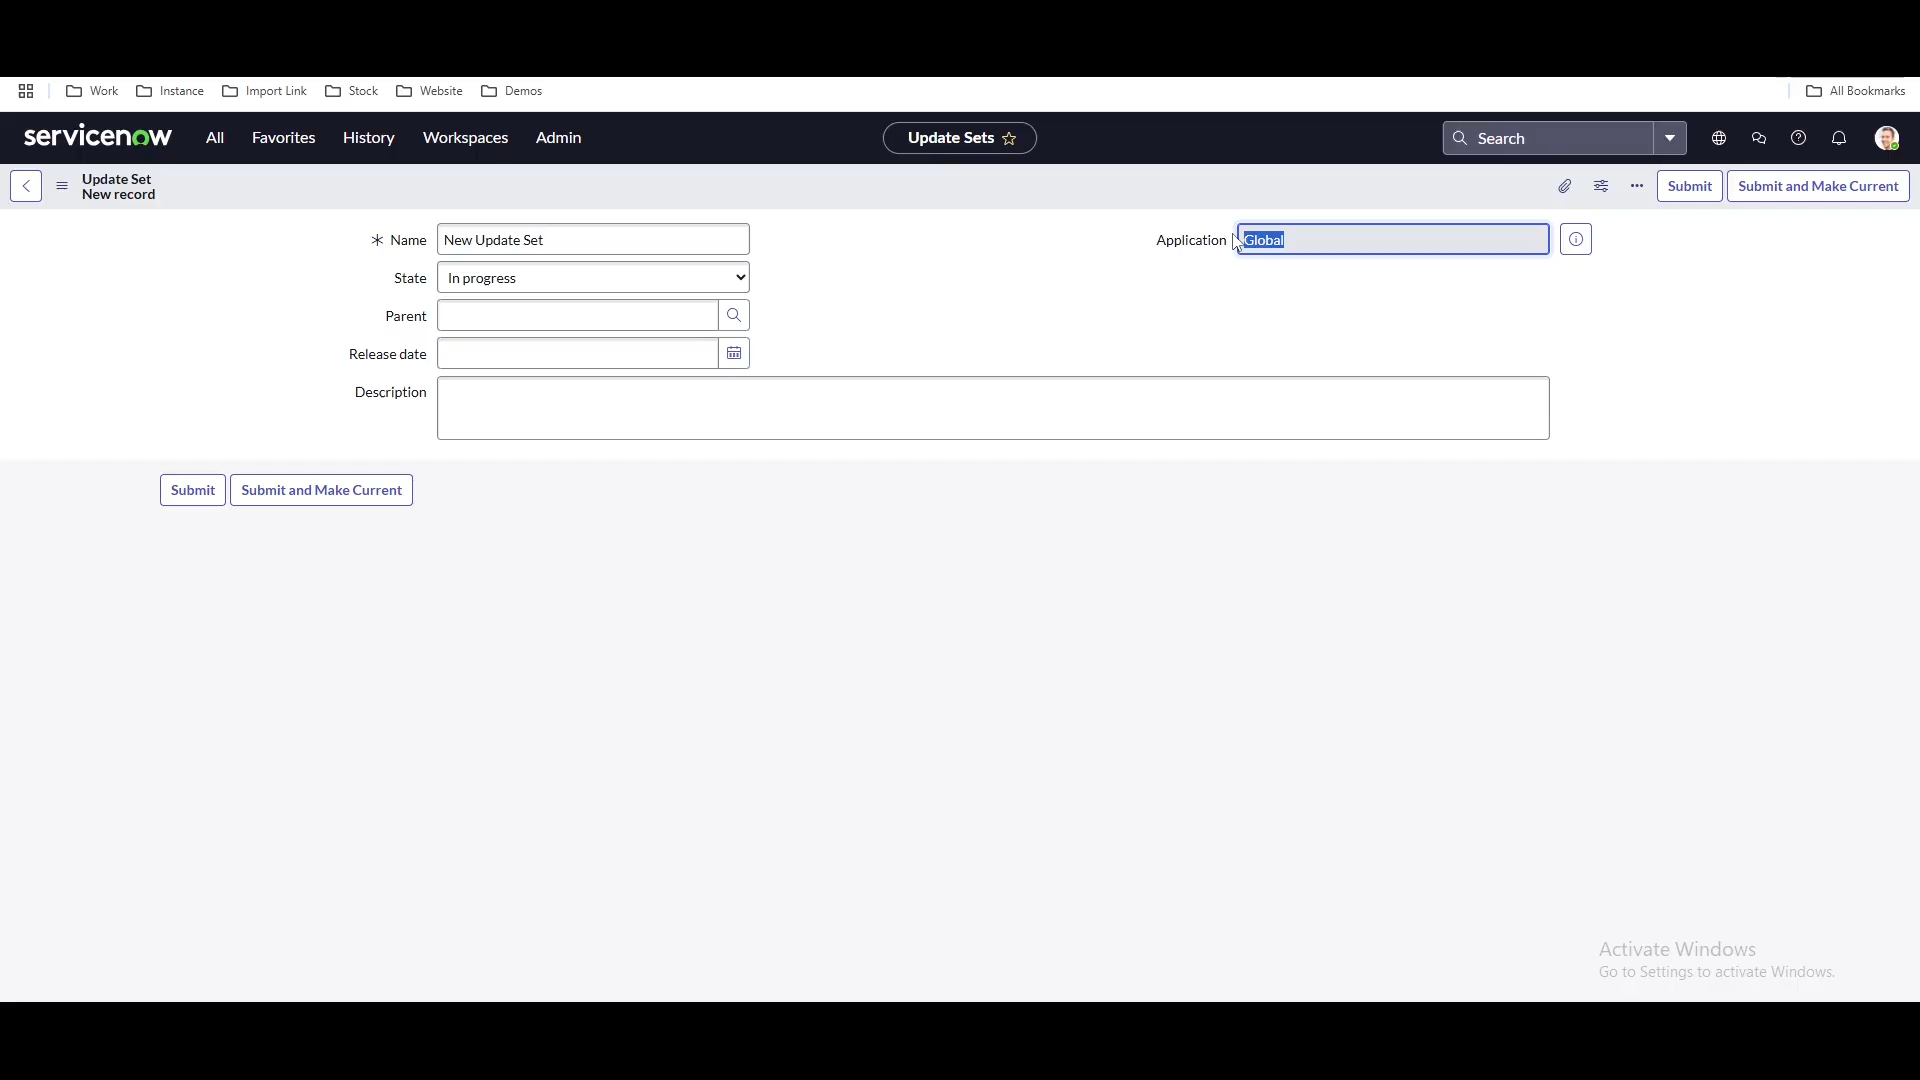 Work Instance Import Link Stock Website Demos All Bookmarks
servicenow All Favorites History Workspaces Admin Update Sets Search
Update Set
New record
Submit Submit and Make Current
Name New Update Set Application Global
State In progress
Parent
Release date
Description
Submit Submit and Make Current
Activate Windows
Go to Settings to activate Windows.